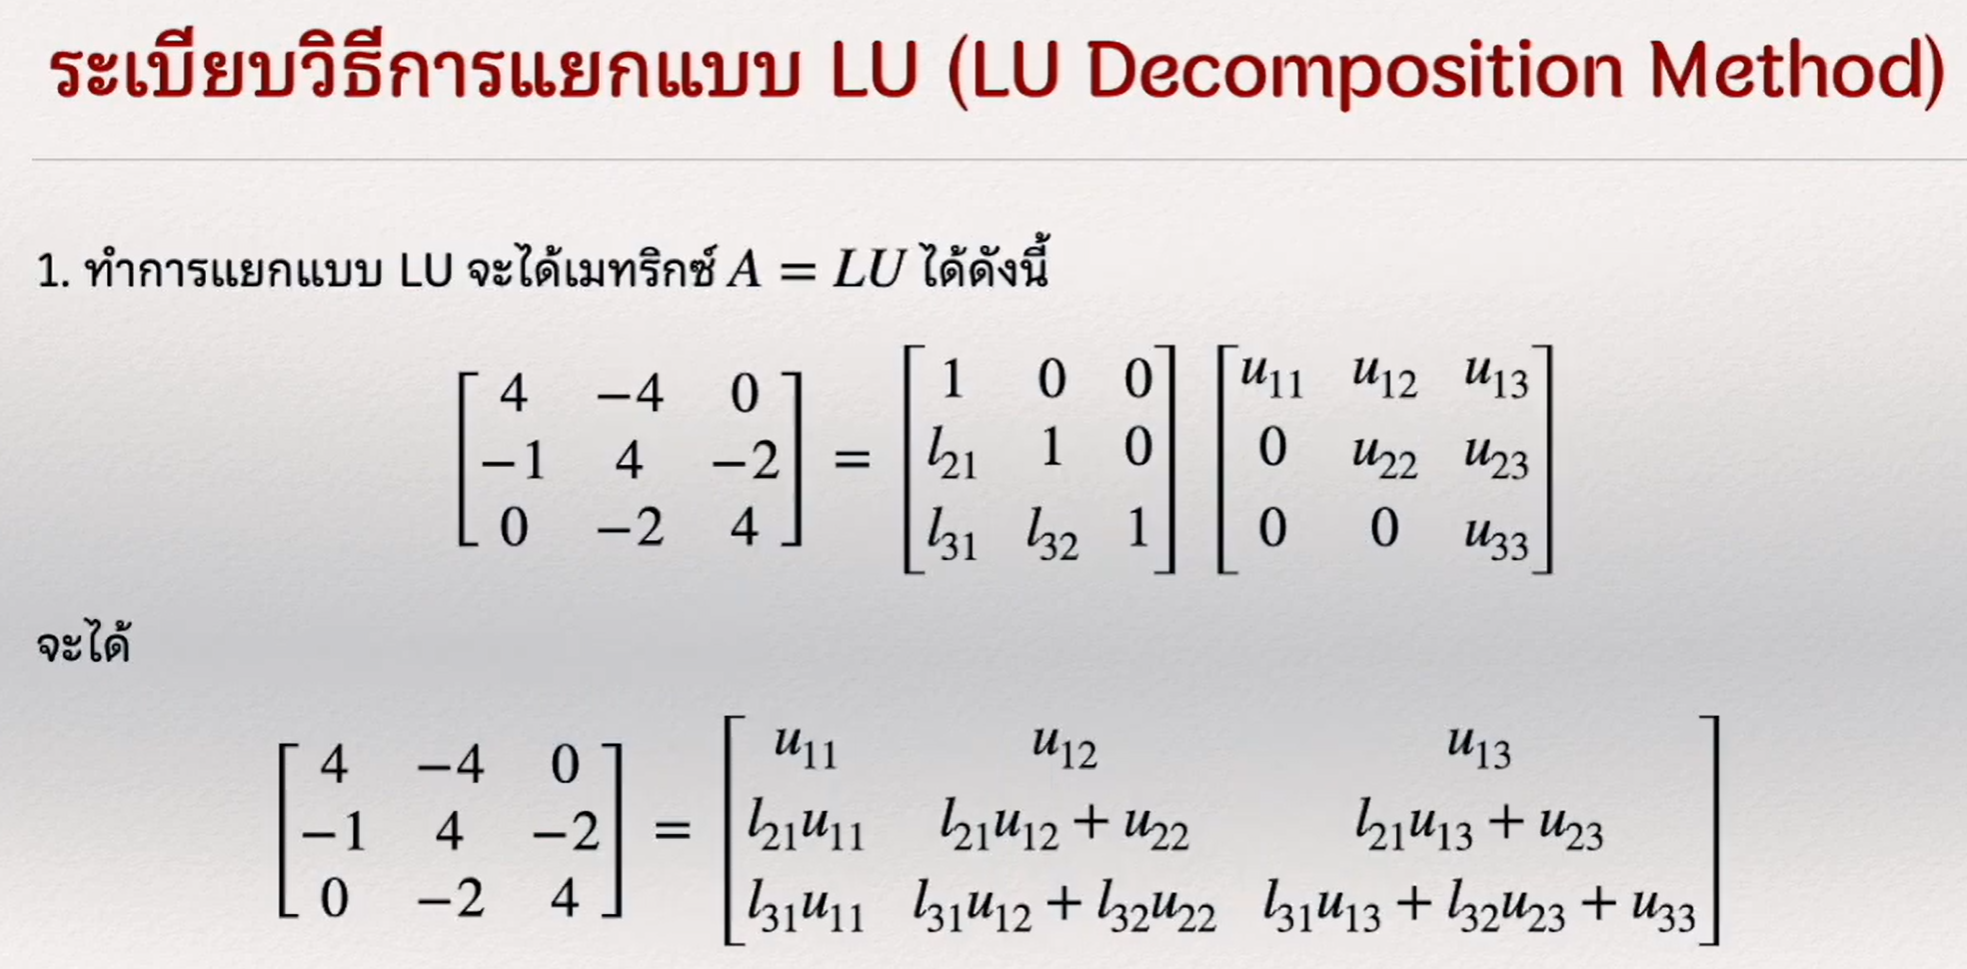 ระเบียบวิธีการแยกแบบ LU (LU Decomposition Method)
1. ทำการแยกแบบ LU จะได้เมทริกซ์ A = LU ได้ดังนี้
[ 4 −4 0 ] [ 1 0 0 ] [ u₁₁ u₁₂ u₁₃ ]
[ −1 4 −2 ] = [ l₂₁ 1 0 ] [ 0 u₂₂ u₂₃ ]
[ 0 −2 4 ] [ l₃₁ l₃₂ 1 ] [ 0 0 u₃₃ ]
จะได้
[ 4 −4 0 ] [ u₁₁ u₁₂ u₁₃ ]
[ −1 4 −2 ] = [ l₂₁u₁₁ l₂₁u₁₂ + u₂₂ l₂₁u₁₃ + u₂₃ ]
[ 0 −2 4 ] [ l₃₁u₁₁ l₃₁u₁₂ + l₃₂u₂₂ l₃₁u₁₃ + l₃₂u₂₃ + u₃₃ ]